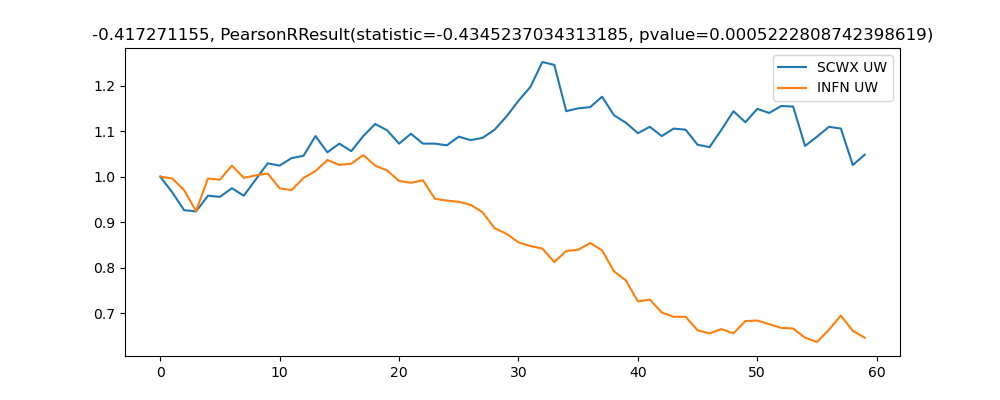 -0.417271155, PearsonRResult(statistic=-0.4345237034313185, pvalue=0.0005222808742398619)
SCWX UW
INFN UW
1.2
1.1
1.0
0.9
0.8
0.7
0 10 20 30 40 50 60